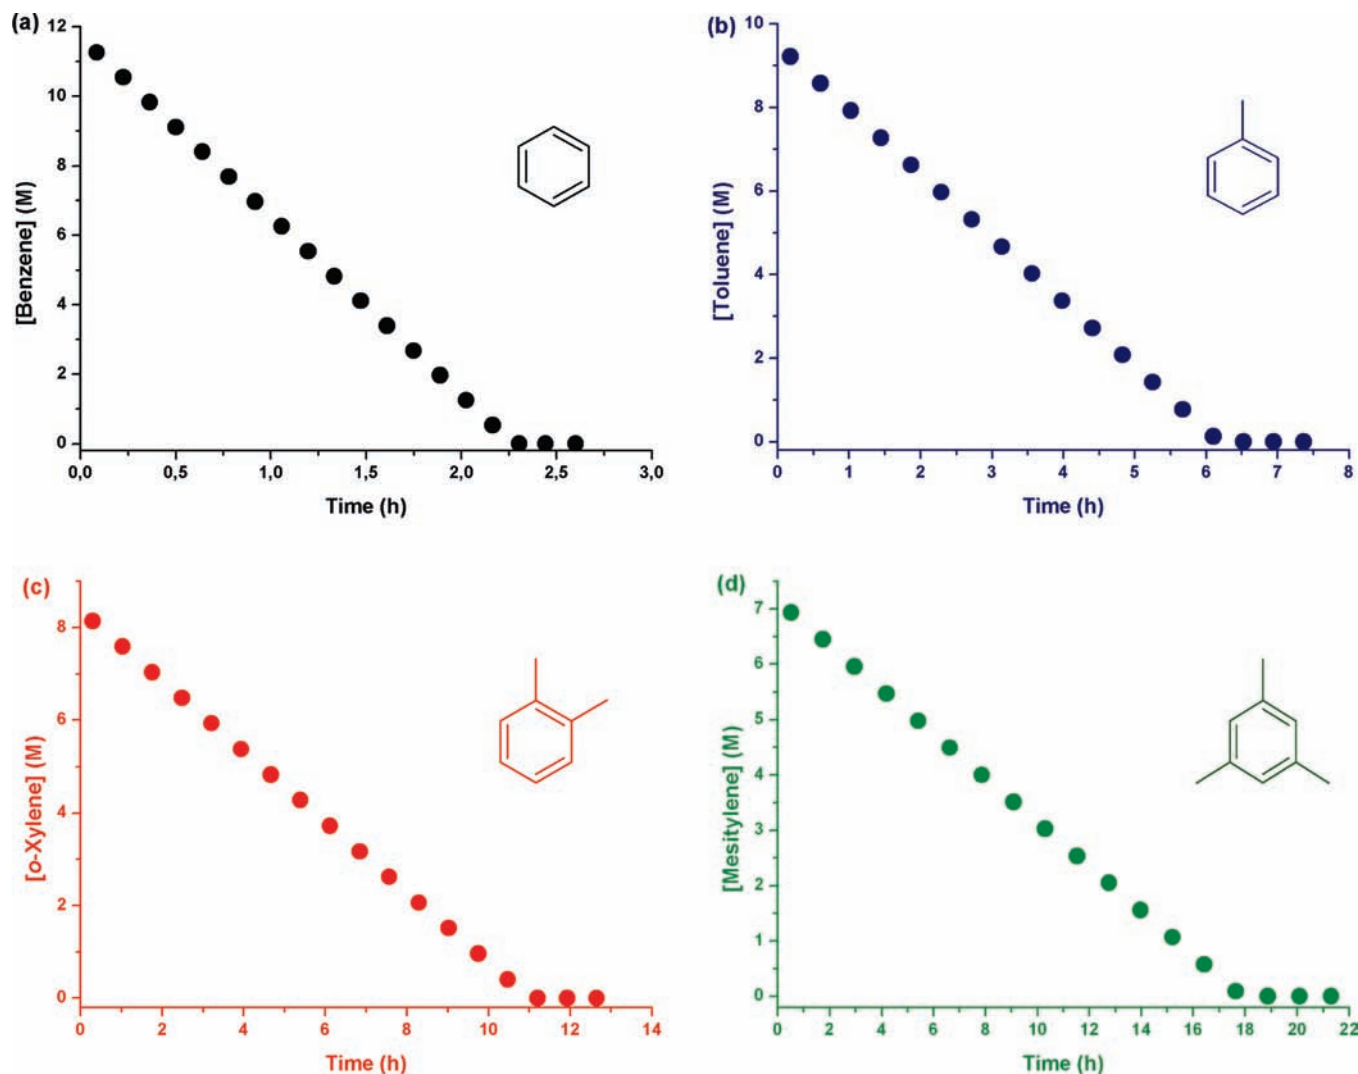 (a)
12
10
8
6
4
2
0
[Benzene] (M)
0,0 0,5 1,0 1,5 2,0 2,5 3,0
Time (h)
(b)
10
8
6
4
2
0
[Toluene] (M)
0 1 2 3 4 5 6 7 8
Time (h)
(c)
8
6
4
2
0
[o-Xylene] (M)
0 2 4 6 8 10 12 14
Time (h)
(d)
7
6
5
4
3
2
1
0
[Mesitylene] (M)
0 2 4 6 8 10 12 14 16 18 20 22
Time (h)